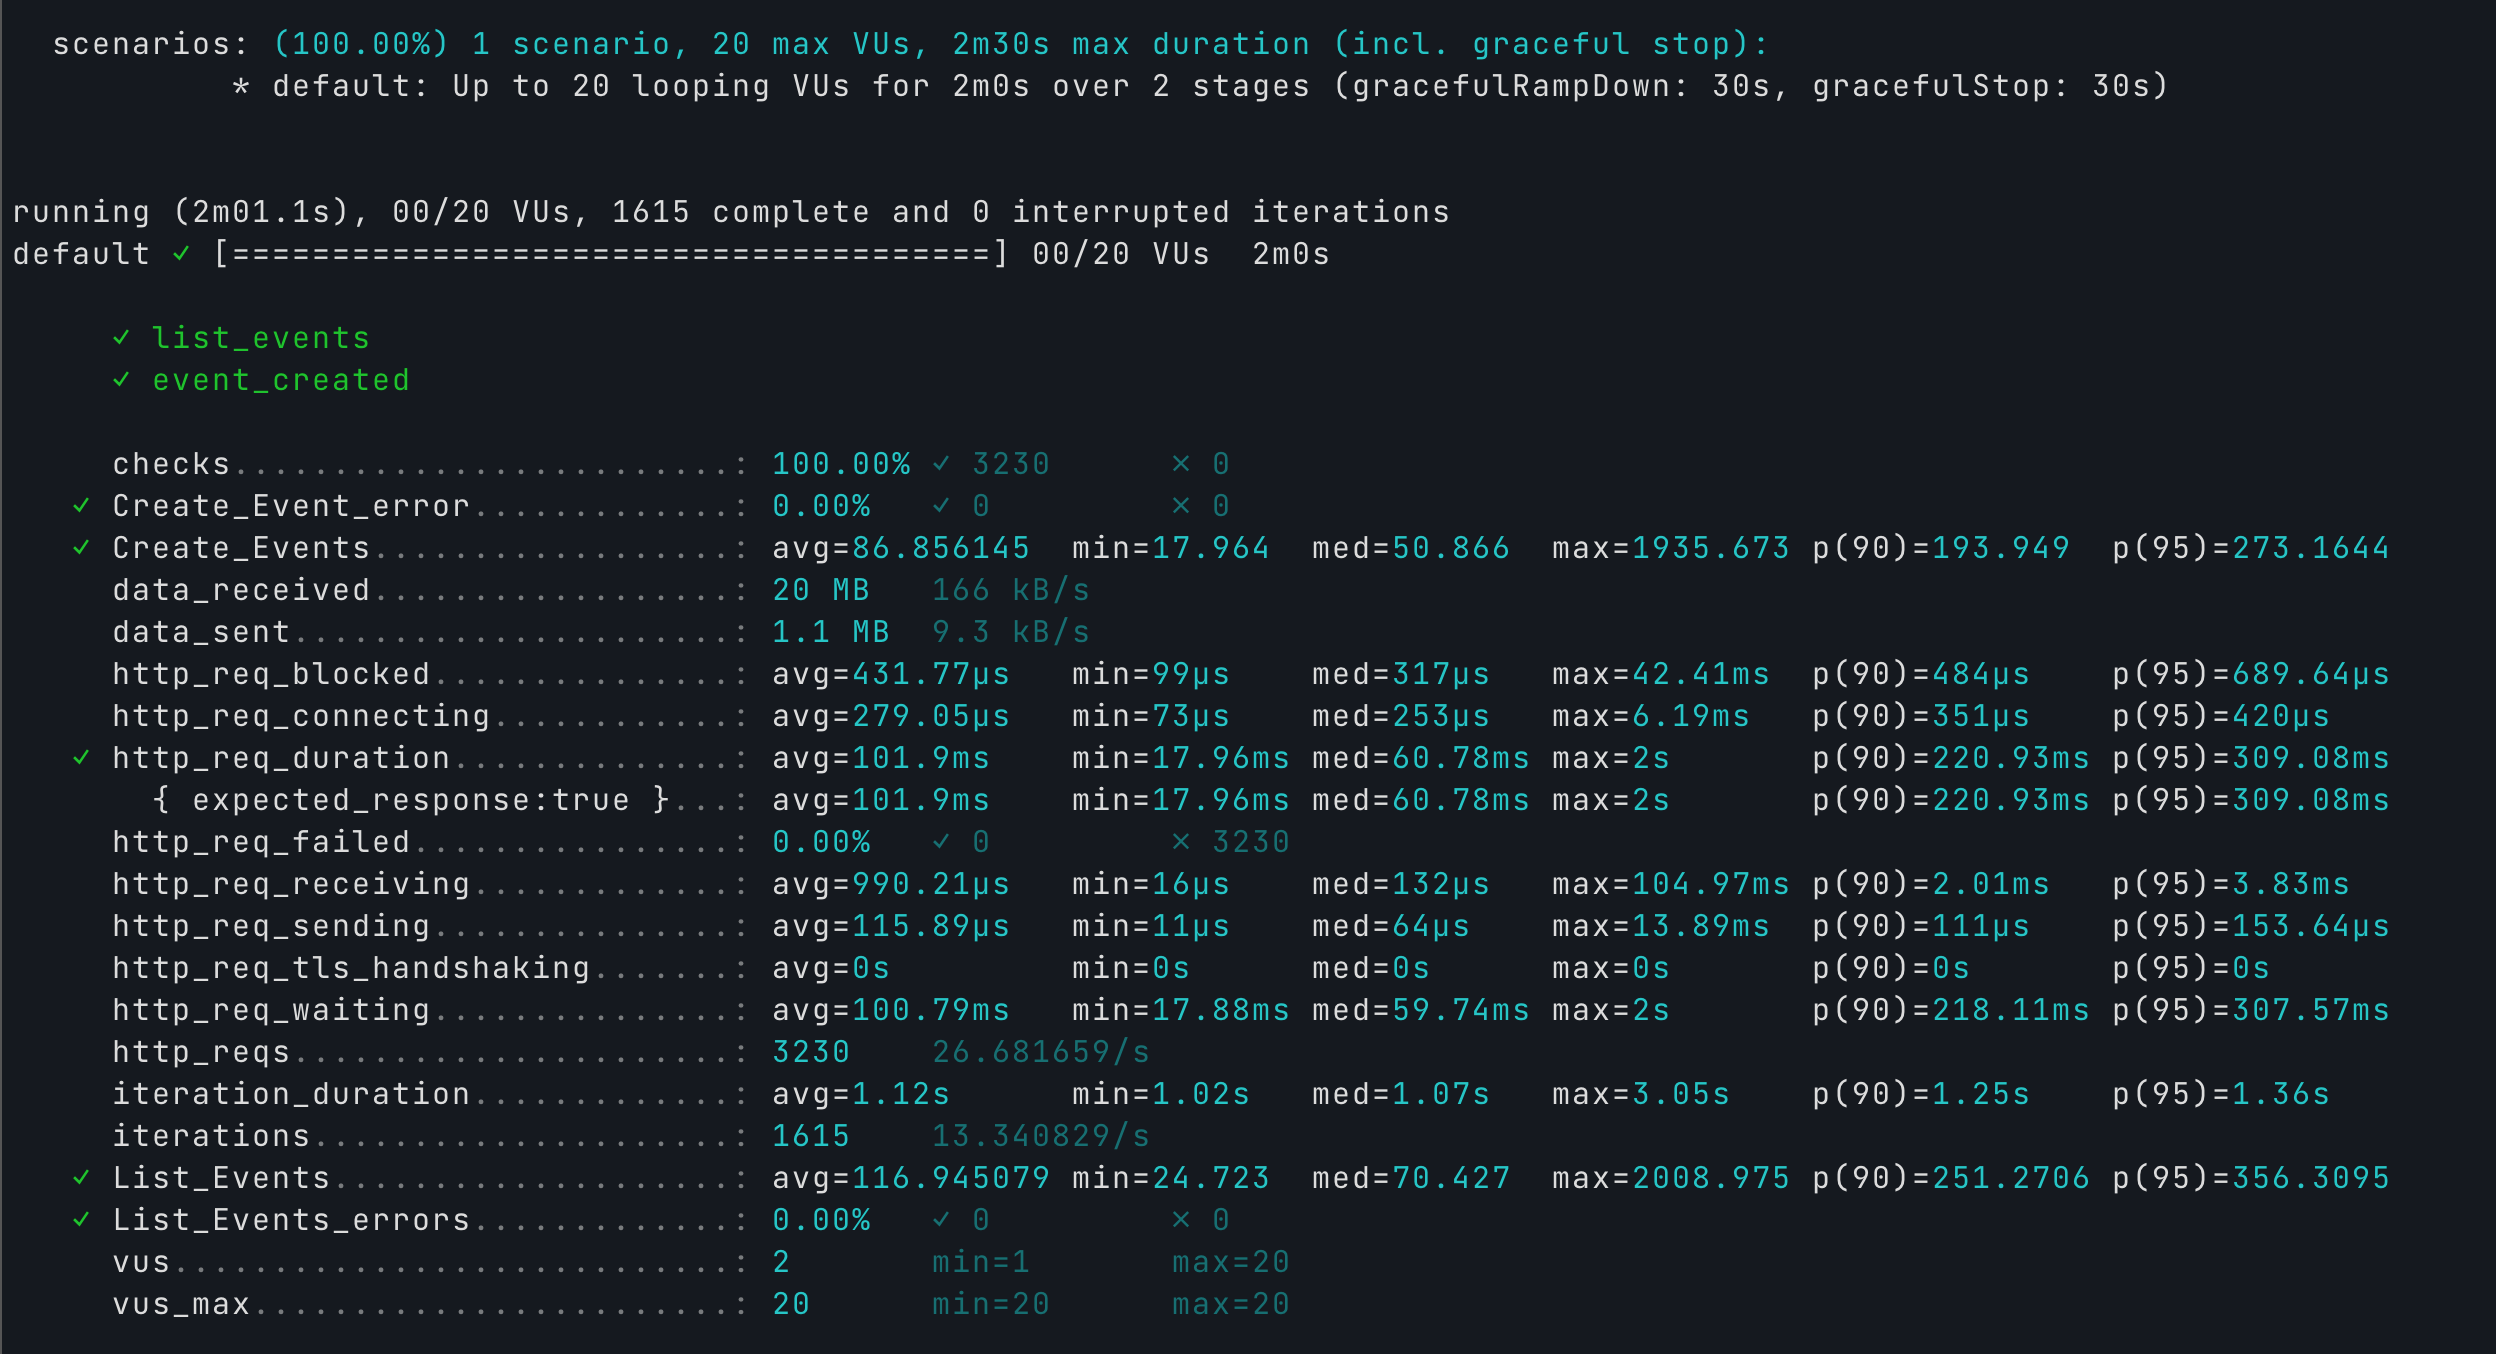 scenarios: (100.00%) 1 scenario, 20 max VUs, 2m30s max duration (incl. graceful stop):
* default: Up to 20 looping VUs for 2m0s over 2 stages (gracefulRampDown: 30s, gracefulStop: 30s)
running (2m01.1s), 00/20 VUs, 1615 complete and 0 interrupted iterations
default ✓ [======================================] 00/20 VUs  2m0s
✓ list_events
✓ event_created
checks.........................: 100.00% ✓ 3230      ✗ 0
✓ Create_Event_error.............: 0.00%   ✓ 0         ✗ 0
✓ Create_Events..................: avg=86.856145  min=17.964  med=50.866  max=1935.673 p(90)=193.949  p(95)=273.1644
data_received..................: 20 MB   166 kB/s
data_sent......................: 1.1 MB  9.3 kB/s
http_req_blocked...............: avg=431.77µs   min=99µs    med=317µs   max=42.41ms  p(90)=484µs    p(95)=689.64µs
http_req_connecting............: avg=279.05µs   min=73µs    med=253µs   max=6.19ms   p(90)=351µs    p(95)=420µs
✓ http_req_duration..............: avg=101.9ms    min=17.96ms med=60.78ms max=2s       p(90)=220.93ms p(95)=309.08ms
{ expected_response:true }...: avg=101.9ms    min=17.96ms med=60.78ms max=2s       p(90)=220.93ms p(95)=309.08ms
http_req_failed................: 0.00%   ✓ 0         ✗ 3230
http_req_receiving.............: avg=990.21µs   min=16µs    med=132µs   max=104.97ms p(90)=2.01ms   p(95)=3.83ms
http_req_sending...............: avg=115.89µs   min=11µs    med=64µs    max=13.89ms  p(90)=111µs    p(95)=153.64µs
http_req_tls_handshaking.......: avg=0s         min=0s      med=0s      max=0s       p(90)=0s       p(95)=0s
http_req_waiting...............: avg=100.79ms   min=17.88ms med=59.74ms max=2s       p(90)=218.11ms p(95)=307.57ms
http_reqs......................: 3230    26.681659/s
iteration_duration.............: avg=1.12s      min=1.02s   med=1.07s   max=3.05s    p(90)=1.25s    p(95)=1.36s
iterations.....................: 1615    13.340829/s
✓ List_Events....................: avg=116.945079 min=24.723  med=70.427  max=2008.975 p(90)=251.2706 p(95)=356.3095
✓ List_Events_errors.............: 0.00%   ✓ 0         ✗ 0
vus............................: 2       min=1       max=20
vus_max........................: 20      min=20      max=20